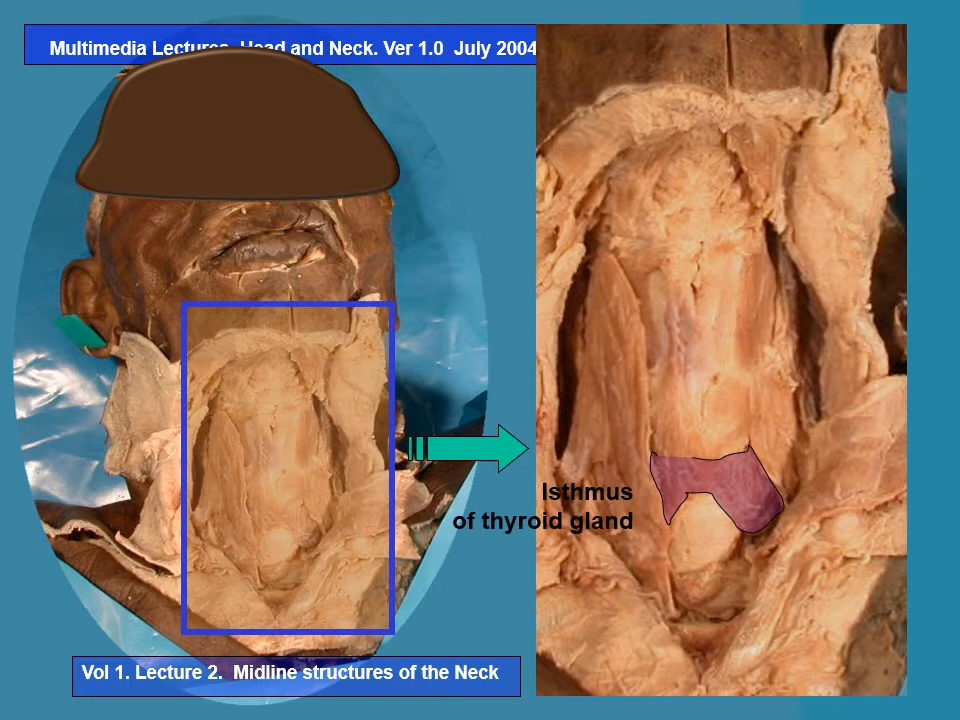 Multimedia Lectures. Head and Neck. Ver 1.0 July 2004
Isthmus
of thyroid gland
Vol 1. Lecture 2. Midline structures of the Neck